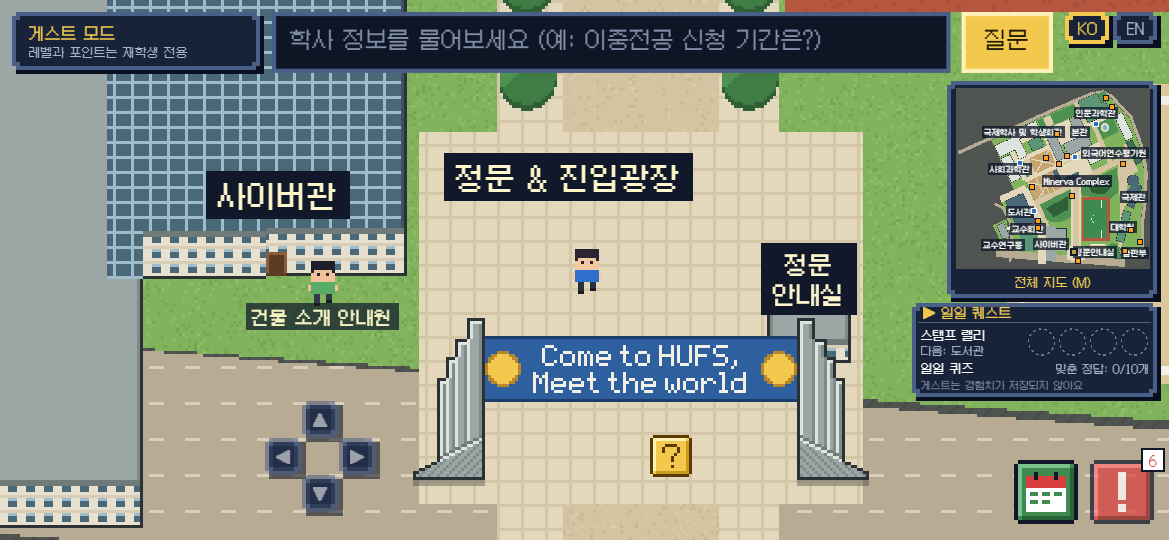 게스트 모드
레벨과 포인트는 재학생 전용
학사 정보를 물어보세요 (예: 이중전공 신청 기간은?)
질문
KO
EN
사이버관
정문 & 진입광장
건물 소개 안내원
정문
안내실
Come to HUFS,
Meet the world
?
인문과학관
국제학사 및 학생회관
본관
외국어연수평가원
사회과학관
Minerva Complex
국제관
도서관
교수회관
대학원
교수연구동
사이버관
정문안내실
출판부
전체 지도 (M)
▶ 일일 퀘스트
스탬프 랠리
다음: 도서관
일일 퀴즈
맞춘 정답: 0/10개
게스트는 경험치가 저장되지 않아요
6
!